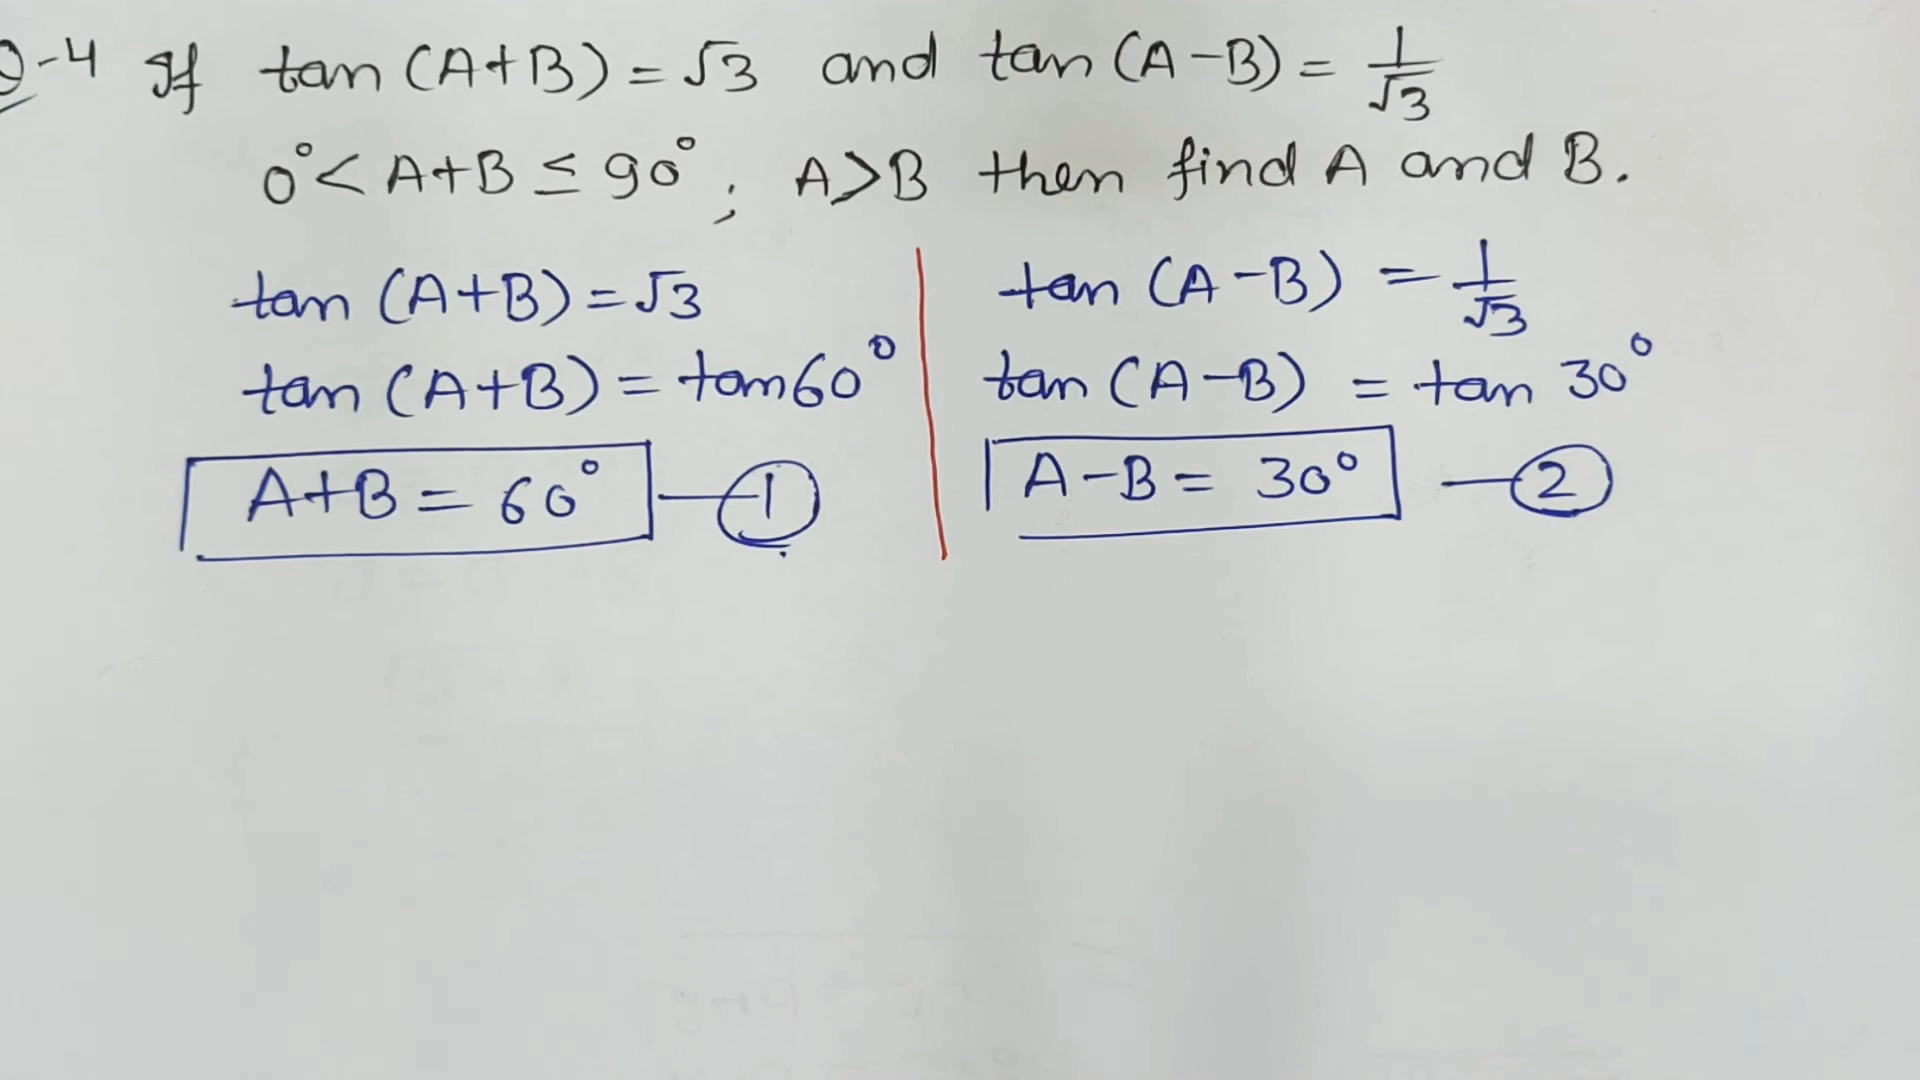 Q-4 If tan (A+B) = √3 and tan (A-B) = 1/√3
0° < A+B ≤ 90° ; A>B then find A and B.
tan (A+B) = √3
tan (A+B) = tan 60°
A+B = 60° — 1
tan (A-B) = 1/√3
tan (A-B) = tan 30°
A-B = 30° — 2